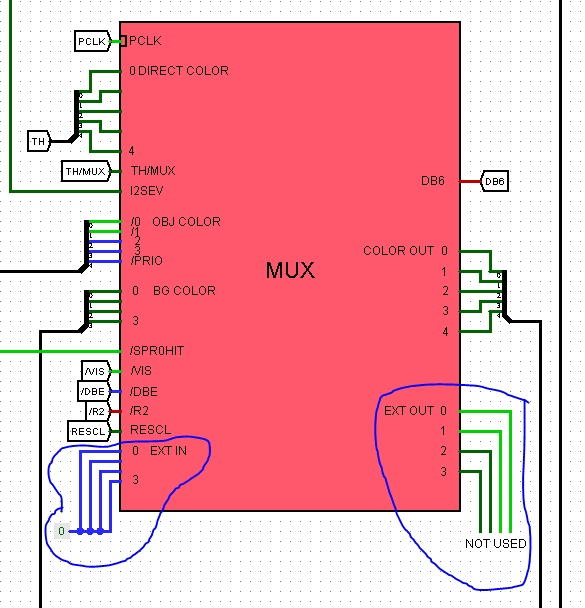 PCLK PCLK
0 DIRECT COLOR
TH
4
TH/MUX TH/MUX
I2SEV
DB6 DB6
/0 OBJ COLOR
/1
2
3
/PRIO
COLOR OUT 0
1
2
3
4
MUX
0 BG COLOR
3
/SPR0HIT
/VIS /VIS
/DBE /DBE
/R2 /R2
RESCL RESCL
EXT OUT 0
1
2
3
0 EXT IN
3
0
NOT USED